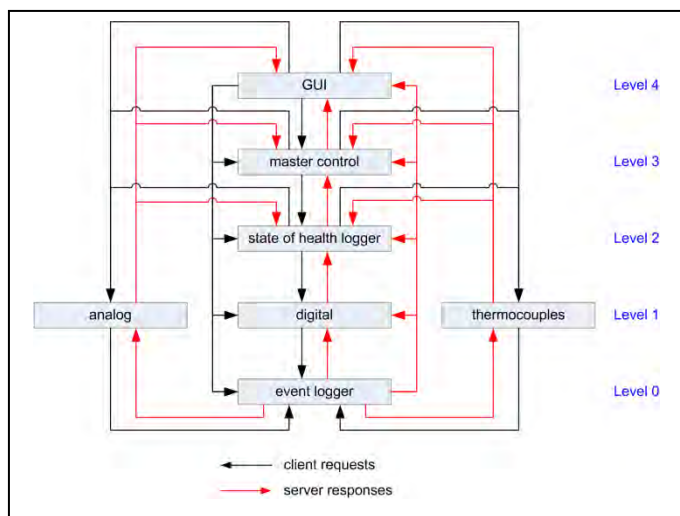 GUI Level 4
master control Level 3
state of health logger Level 2
analog digital thermocouples Level 1
event logger Level 0
client requests
server responses